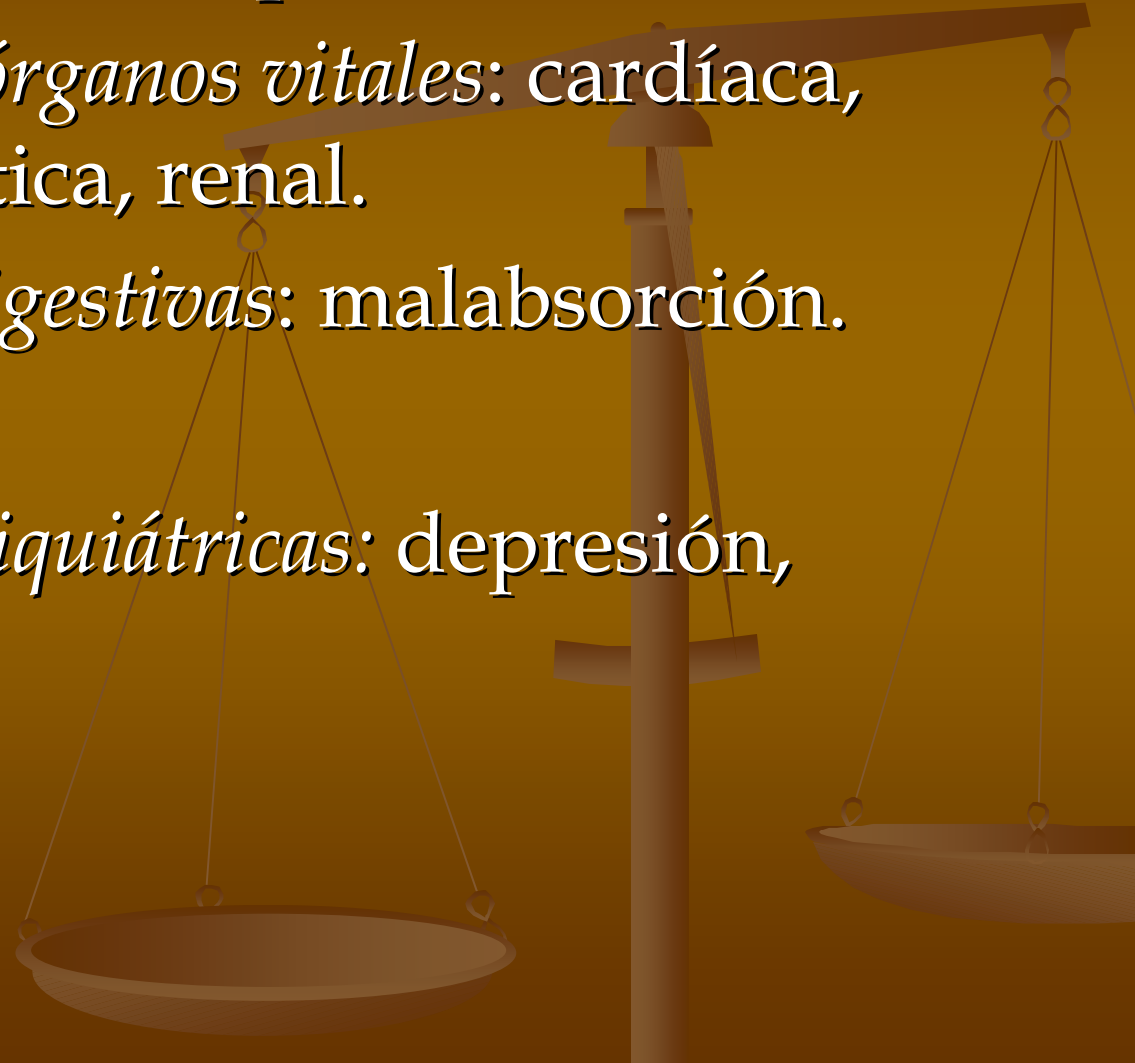 órganos vitales: cardíaca,
tica, renal.
igestivas: malabsorción.
iquiátricas: depresión,